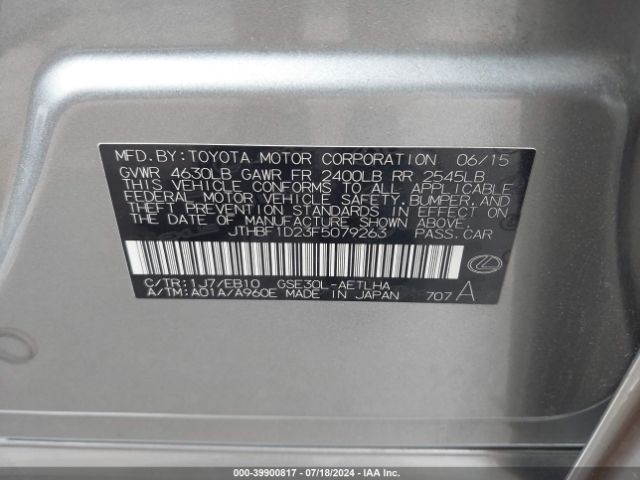 MFD.BY:TOYOTA MOTOR CORPORATION 06/15
GVWR 4630LB GAWR FR 2400LB RR 2545LB
THIS VEHICLE CONFORMS TO ALL APPLICABLE
FEDERAL MOTOR VEHICLE SAFETY,BUMPER,AND
THEFT PREVENTION STANDARDS IN EFFECT ON
THE DATE OF MANUFACTURE SHOWN ABOVE.
JTHBF1D23F5079263 PASS.CAR
C/TR:1J7/EB10 GSE30L-AETLHA
A/TM:A01A/A960E MADE IN JAPAN 707 A
000-39900817 - 07/18/2024 - IAA Inc.